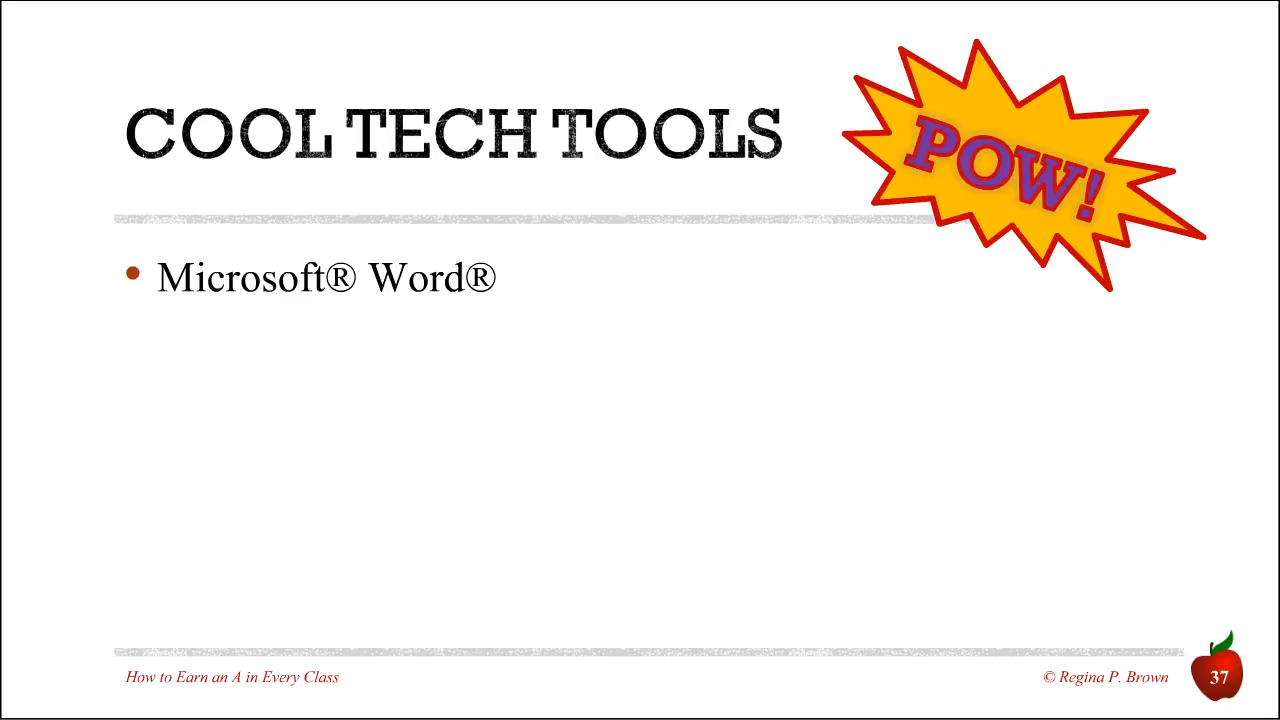 COOL TECH TOOLS
POW!
• Microsoft® Word®
How to Earn an A in Every Class
© Regina P. Brown
37